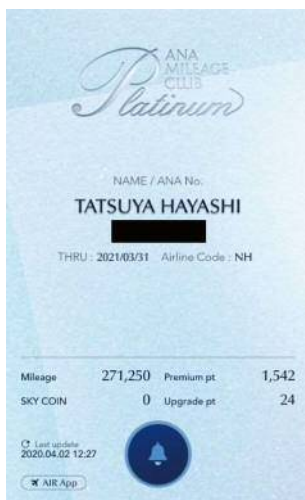 ANA
MILEAGE
CLUB
Platinum
NAME / ANA No.
TATSUYA HAYASHI
THRU : 2021/03/31 Airline Code : NH
Mileage 271,250 Premium pt 1,542
SKY COIN 0 Upgrade pt 24
Last update
2020.04.02 12:27
AIR App